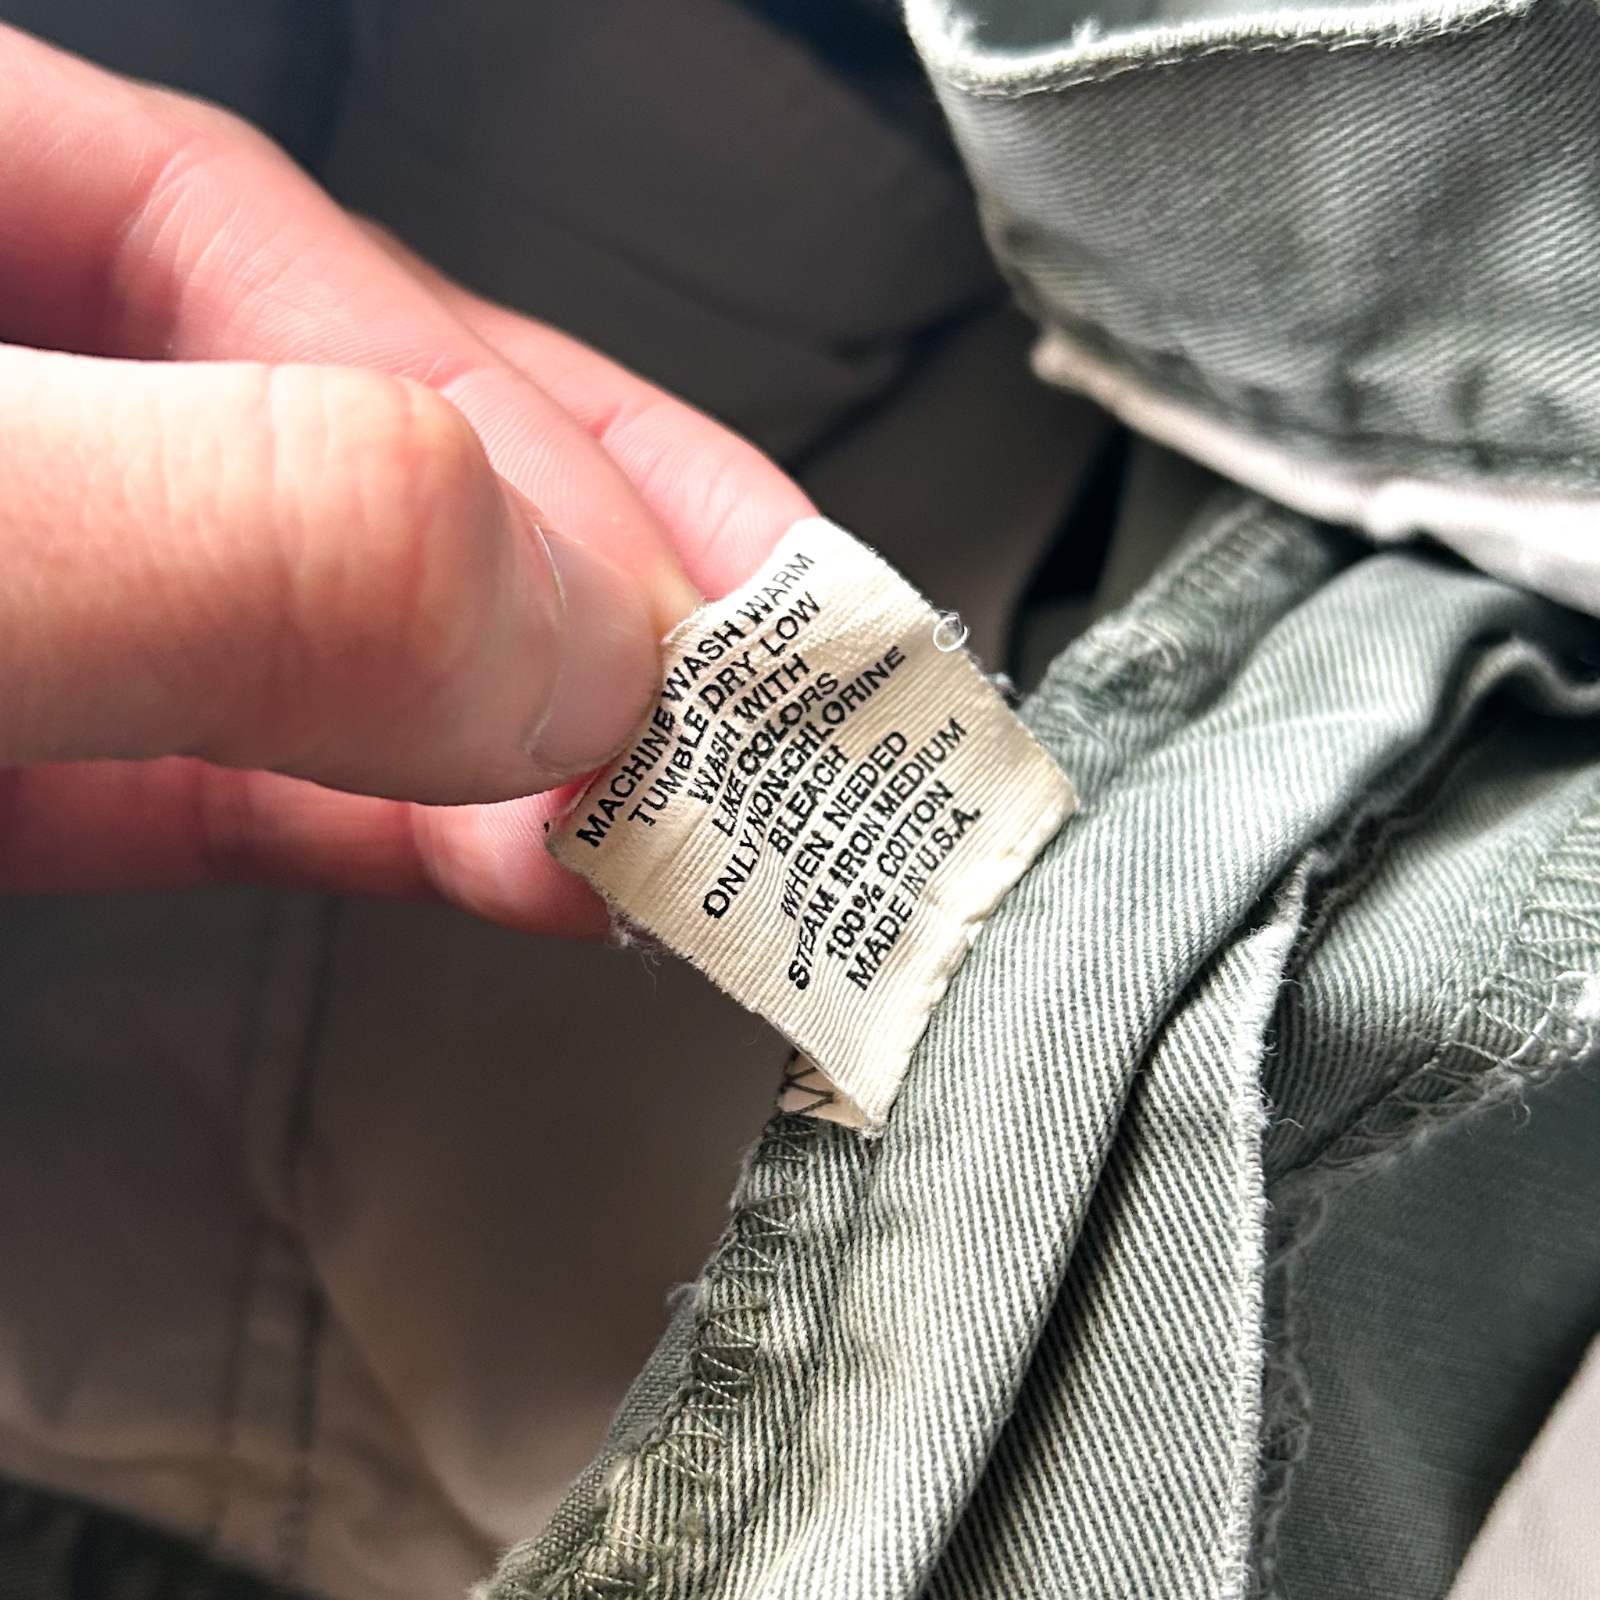 MACHINE WASH WARM
TUMBLE DRY LOW
WASH WITH
LIKE COLORS
ONLY NON-CHLORINE
BLEACH
WHEN NEEDED
STEAM IRON MEDIUM
100% COTTON
MADE IN U.S.A.